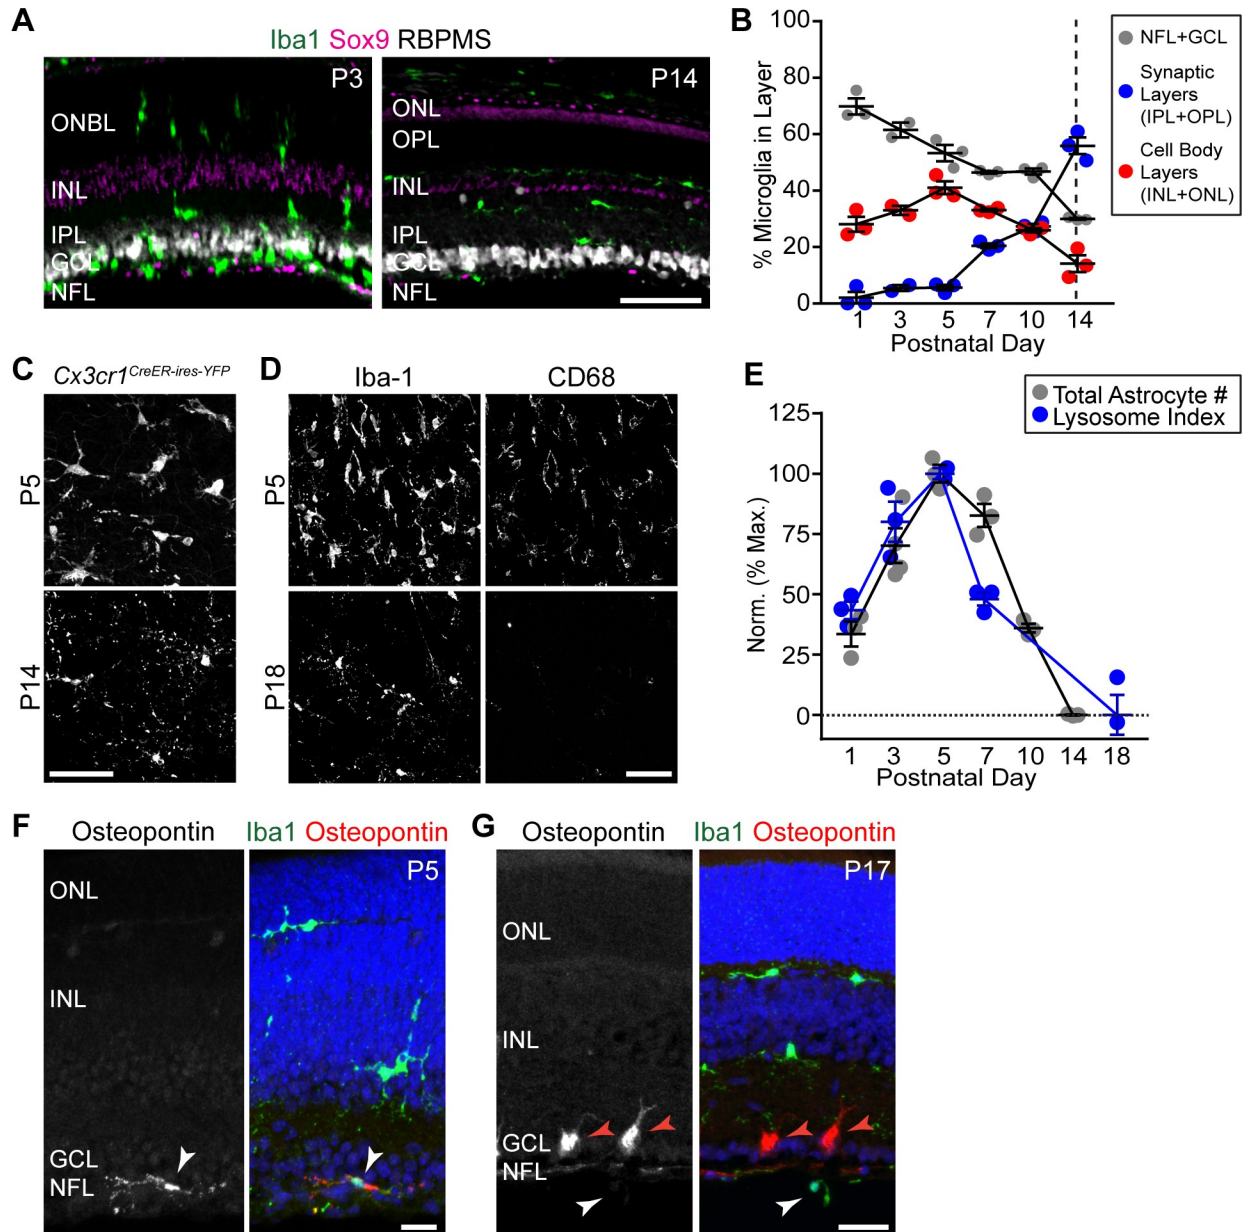 A
Iba1 Sox9 RBPMS
P3
P14
ONBL
INL
IPL
GCL
NFL
ONL
OPL
INL
IPL
GCL
NFL
B
% Microglia in Layer
100
80
60
40
20
0
1 3 5 7 10 14
Postnatal Day
NFL+GCL
Synaptic
Layers
(IPL+OPL)
Cell Body
Layers
(INL+ONL)
C
Cx3cr1CreER-ires-YFP
P5
P14
D
Iba-1
CD68
P5
P18
E
Total Astrocyte #
Lysosome Index
Norm. (% Max.)
125
100
75
50
25
0
1 3 5 7 10 14 18
Postnatal Day
F
Osteopontin
Iba1 Osteopontin
P5
ONL
INL
GCL
NFL
G
Osteopontin
Iba1 Osteopontin
P17
ONL
INL
GCL
NFL